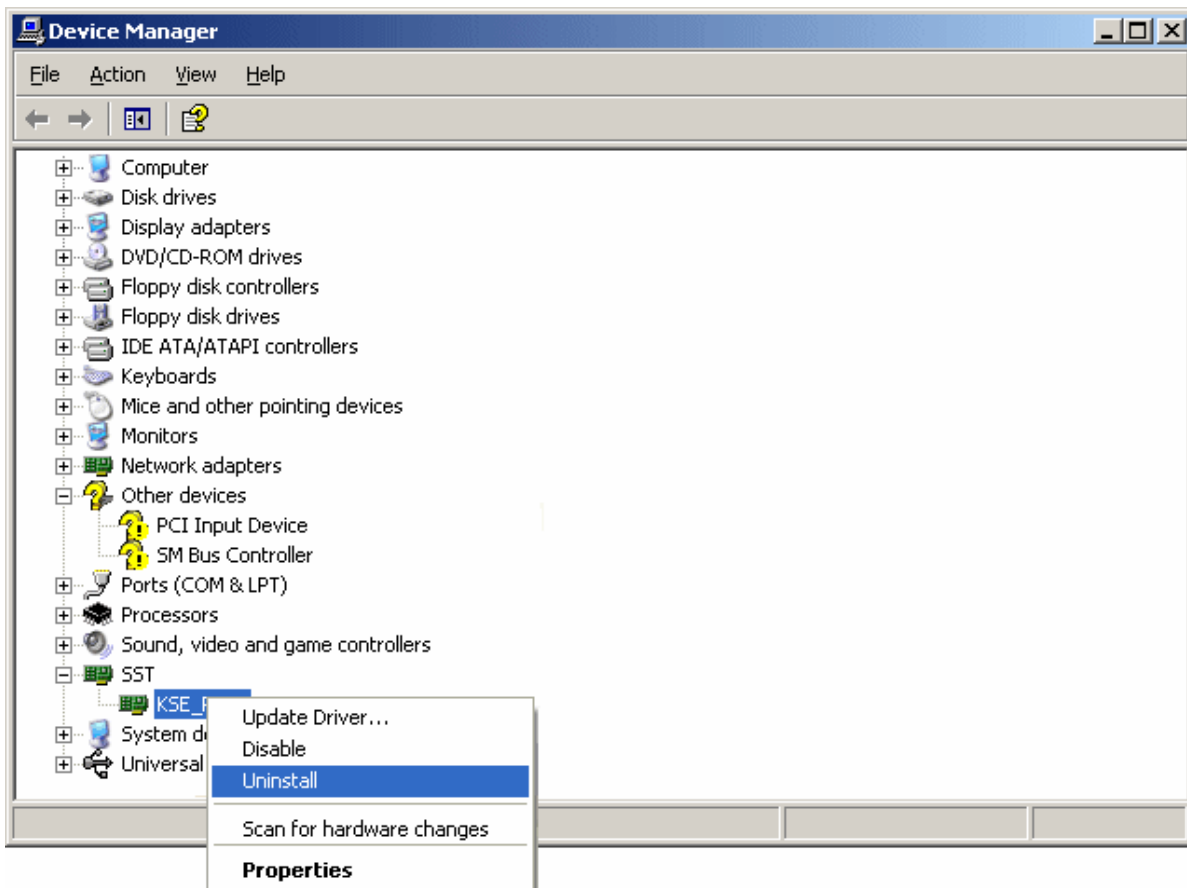 Device Manager
File Action View Help
Computer
Disk drives
Display adapters
DVD/CD-ROM drives
Floppy disk controllers
Floppy disk drives
IDE ATA/ATAPI controllers
Keyboards
Mice and other pointing devices
Monitors
Network adapters
Other devices
PCI Input Device
SM Bus Controller
Ports (COM & LPT)
Processors
Sound, video and game controllers
SST
KSE_
System
Universal
Update Driver...
Disable
Uninstall
Scan for hardware changes
Properties